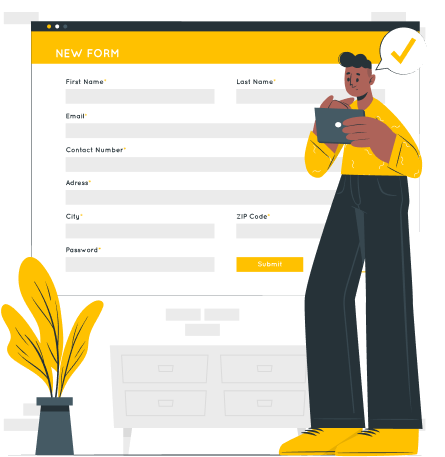 NEW FORM
First Name* Last Name*
Email*
Contact Number*
Adress*
City* ZIP Code*
Password*
Submit